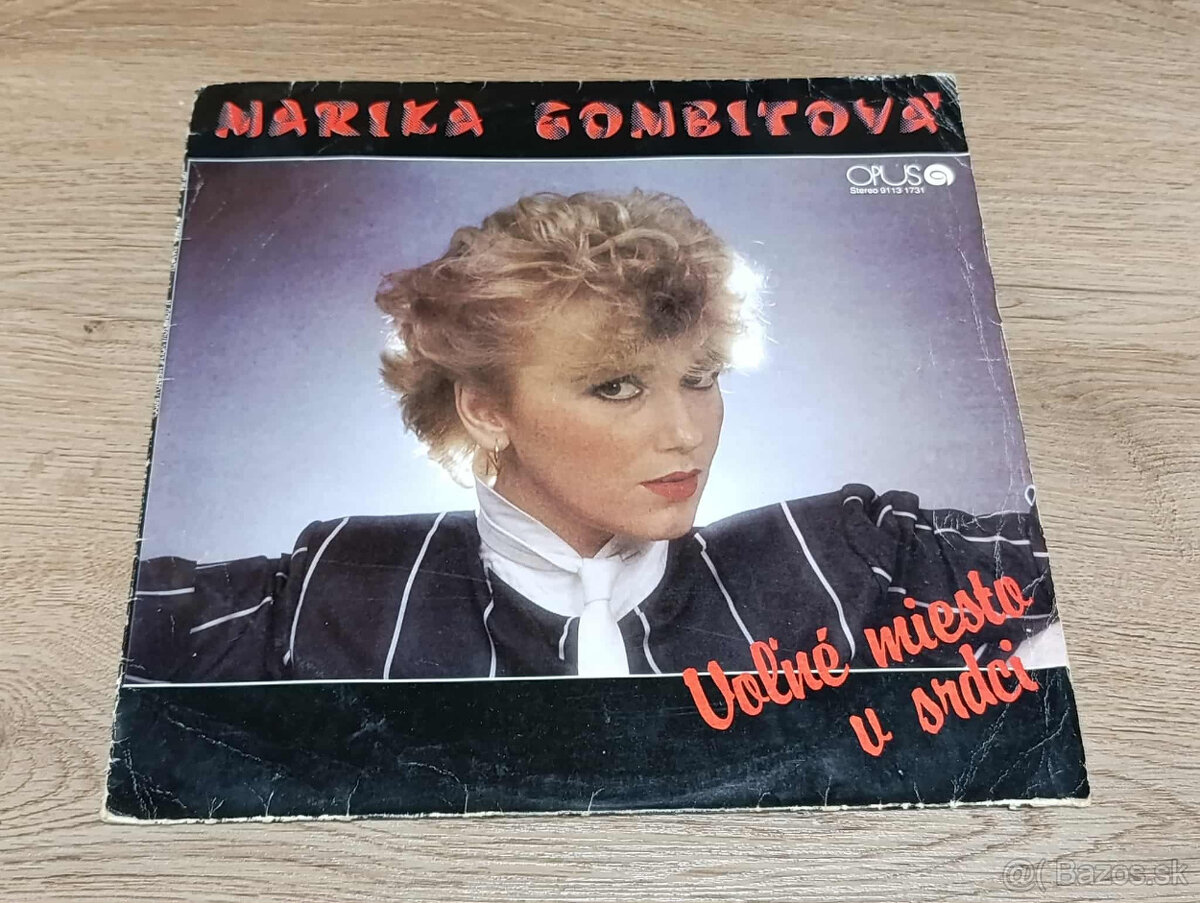 MARIKA GOMBITOVÁ
OPUS
Stereo 9113 1731
Voľné miesto
v srdci
@( Bazos.sk